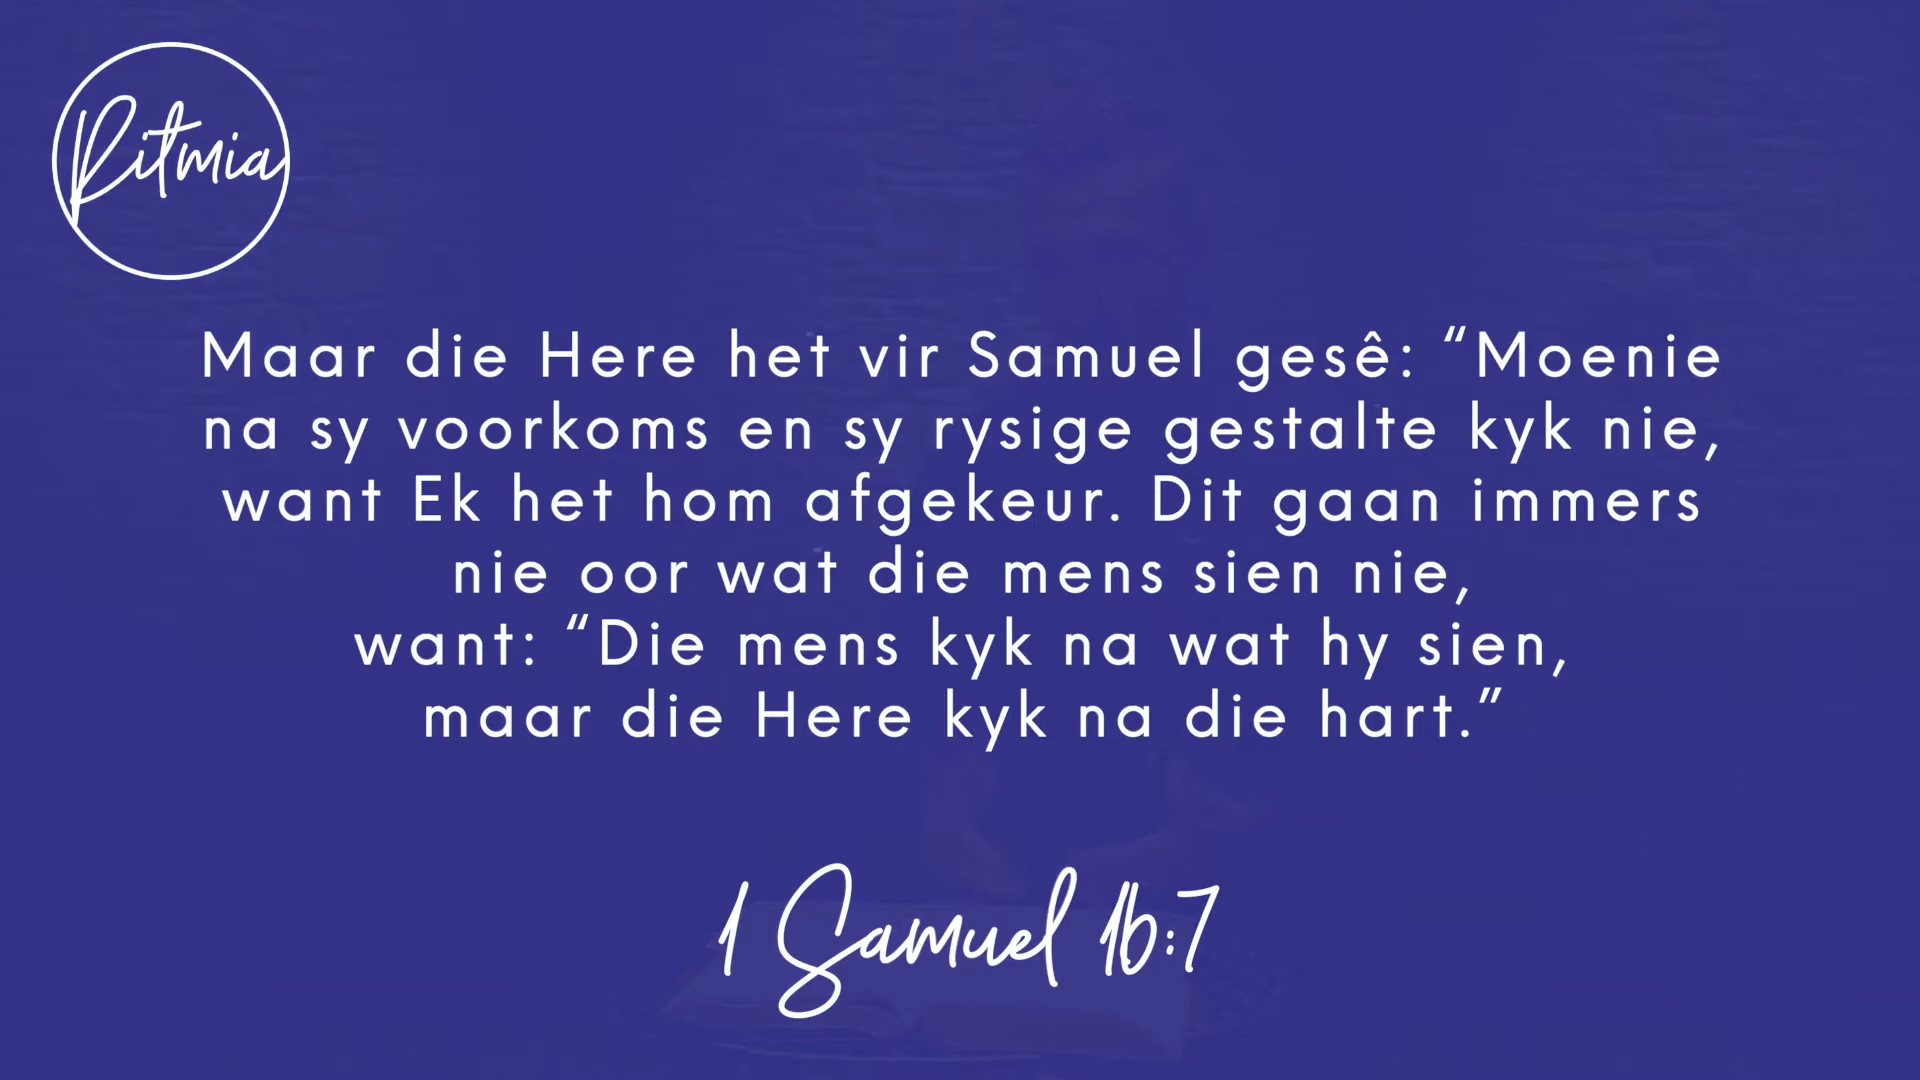 Ritmia
Maar die Here het vir Samuel gesê: “Moenie
na sy voorkoms en sy rysige gestalte kyk nie,
want Ek het hom afgekeur. Dit gaan immers
nie oor wat die mens sien nie,
want: “Die mens kyk na wat hy sien,
maar die Here kyk na die hart.”
1 Samuel 16:7